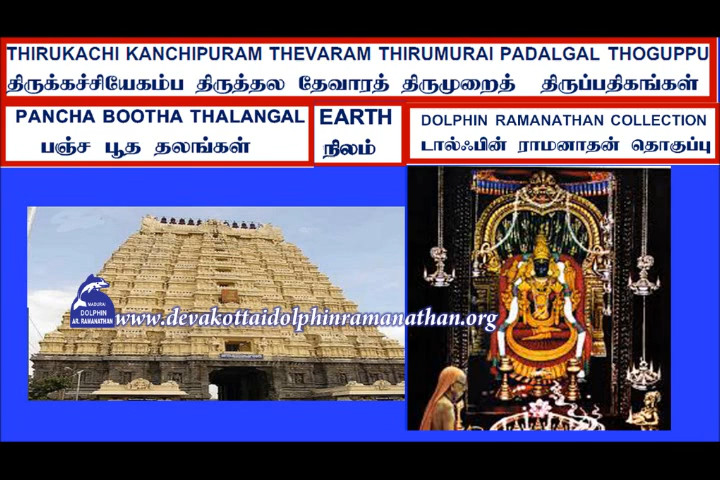 THIRUKACHI KANCHIPURAM THEVARAM THIRUMURAI PADALGAL THOGUPPU
திருக்கச்சியேகம்ப திருத்தல தேவாரத் திருமுறைத் திருப்பதிகங்கள்
PANCHA BOOTHA THALANGAL
பஞ்ச பூத தலங்கள்
EARTH
நிலம்
DOLPHIN RAMANATHAN COLLECTION
டால்ஃபின் ராமனாதன் தொகுப்பு
MADURAI
DOLPHIN
AR. RAMANATHAN
www.devakottaidolphinramanathan.org